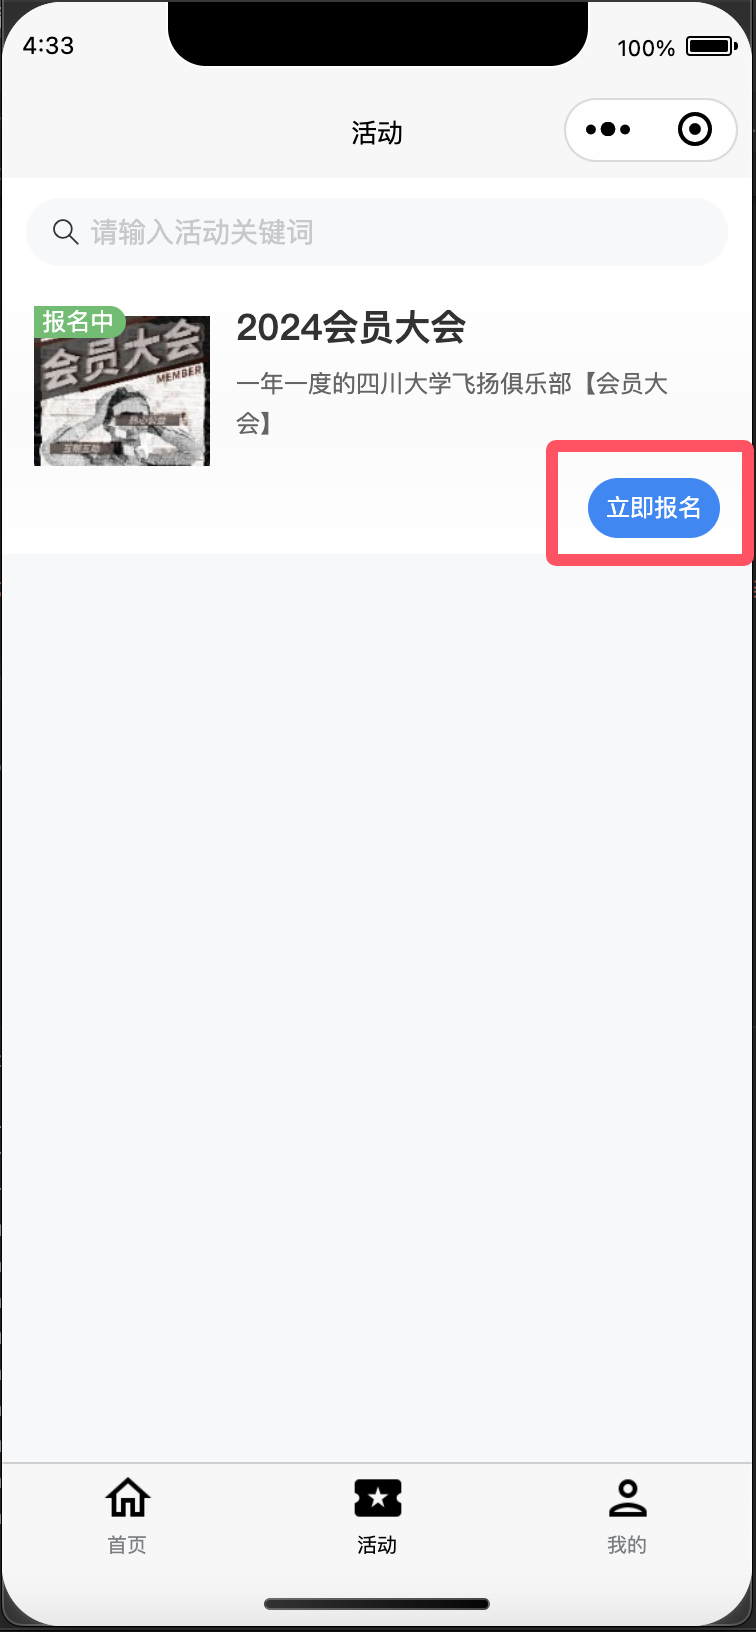 4:33
100%
活动
请输入活动关键词
报名中
会员大会
MEMBER
2024会员大会
一年一度的四川大学飞扬俱乐部【会员大
会】
立即报名
首页
活动
我的